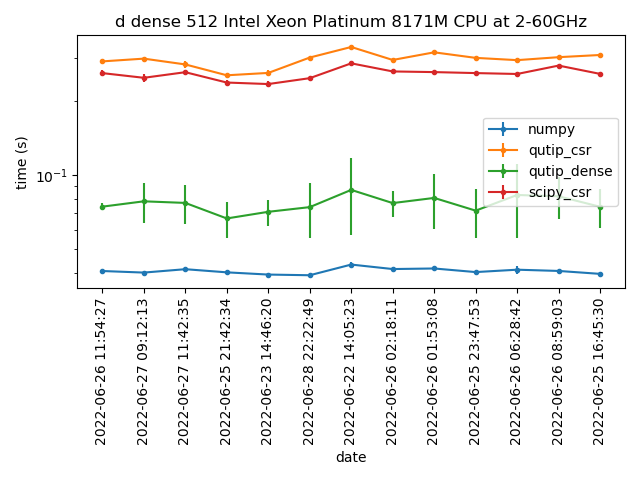 d dense 512 Intel Xeon Platinum 8171M CPU at 2-60GHz
time (s)
10⁻¹
numpy
qutip_csr
qutip_dense
scipy_csr
2022-06-26 11:54:27
2022-06-27 09:12:13
2022-06-27 11:42:35
2022-06-25 21:42:34
2022-06-23 14:46:20
2022-06-28 22:22:49
2022-06-22 14:05:23
2022-06-26 02:18:11
2022-06-26 01:53:08
2022-06-25 23:47:53
2022-06-26 06:28:42
2022-06-26 08:59:03
2022-06-25 16:45:30
date